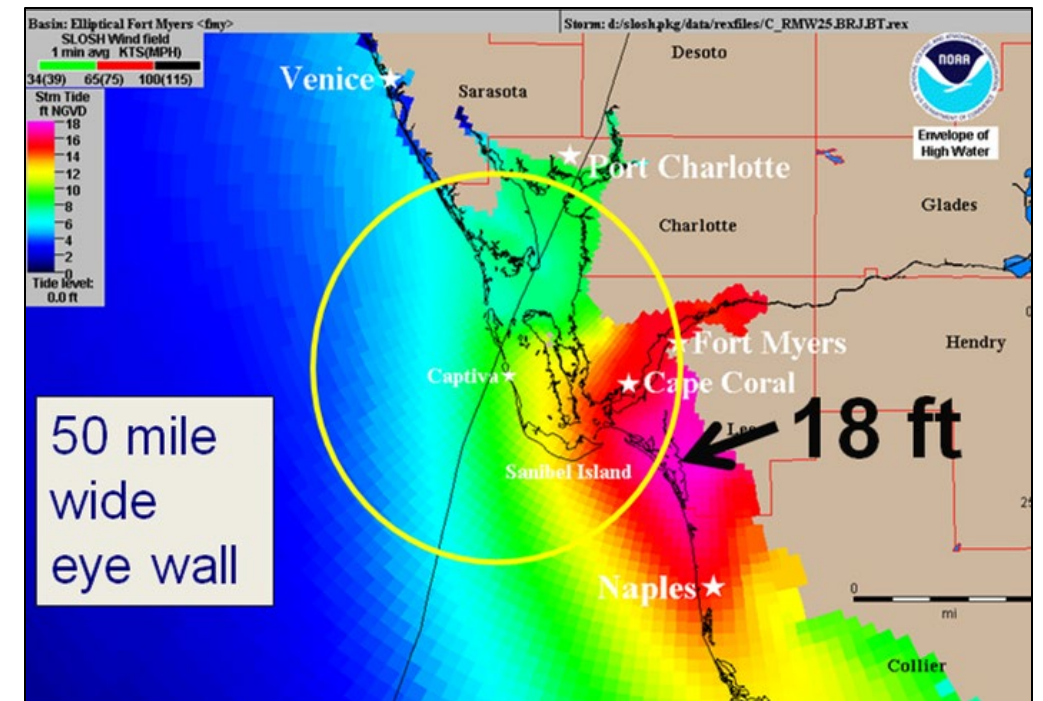 Basin: Elliptical Fort Myers <fmy>
Storm: d:/slosh.pkg/data/rexfiles/C_RMW25.BRJ.BT.rex
SLOSH Wind field
1 min avg KTS(MPH)
34(39) 65(75) 100(115)
Strm Tide
ft NGVD
18
16
14
12
10
8
6
4
2
0
Tide level:
0.0 ft
Venice
Sarasota
Desoto
NOAA
Envelope of
High Water
Port Charlotte
Charlotte
Glades
Fort Myers
Hendry
Captiva
Cape Coral
Lee
18 ft
Sanibel Island
50 mile
wide
eye wall
Naples
0
mi
Collier